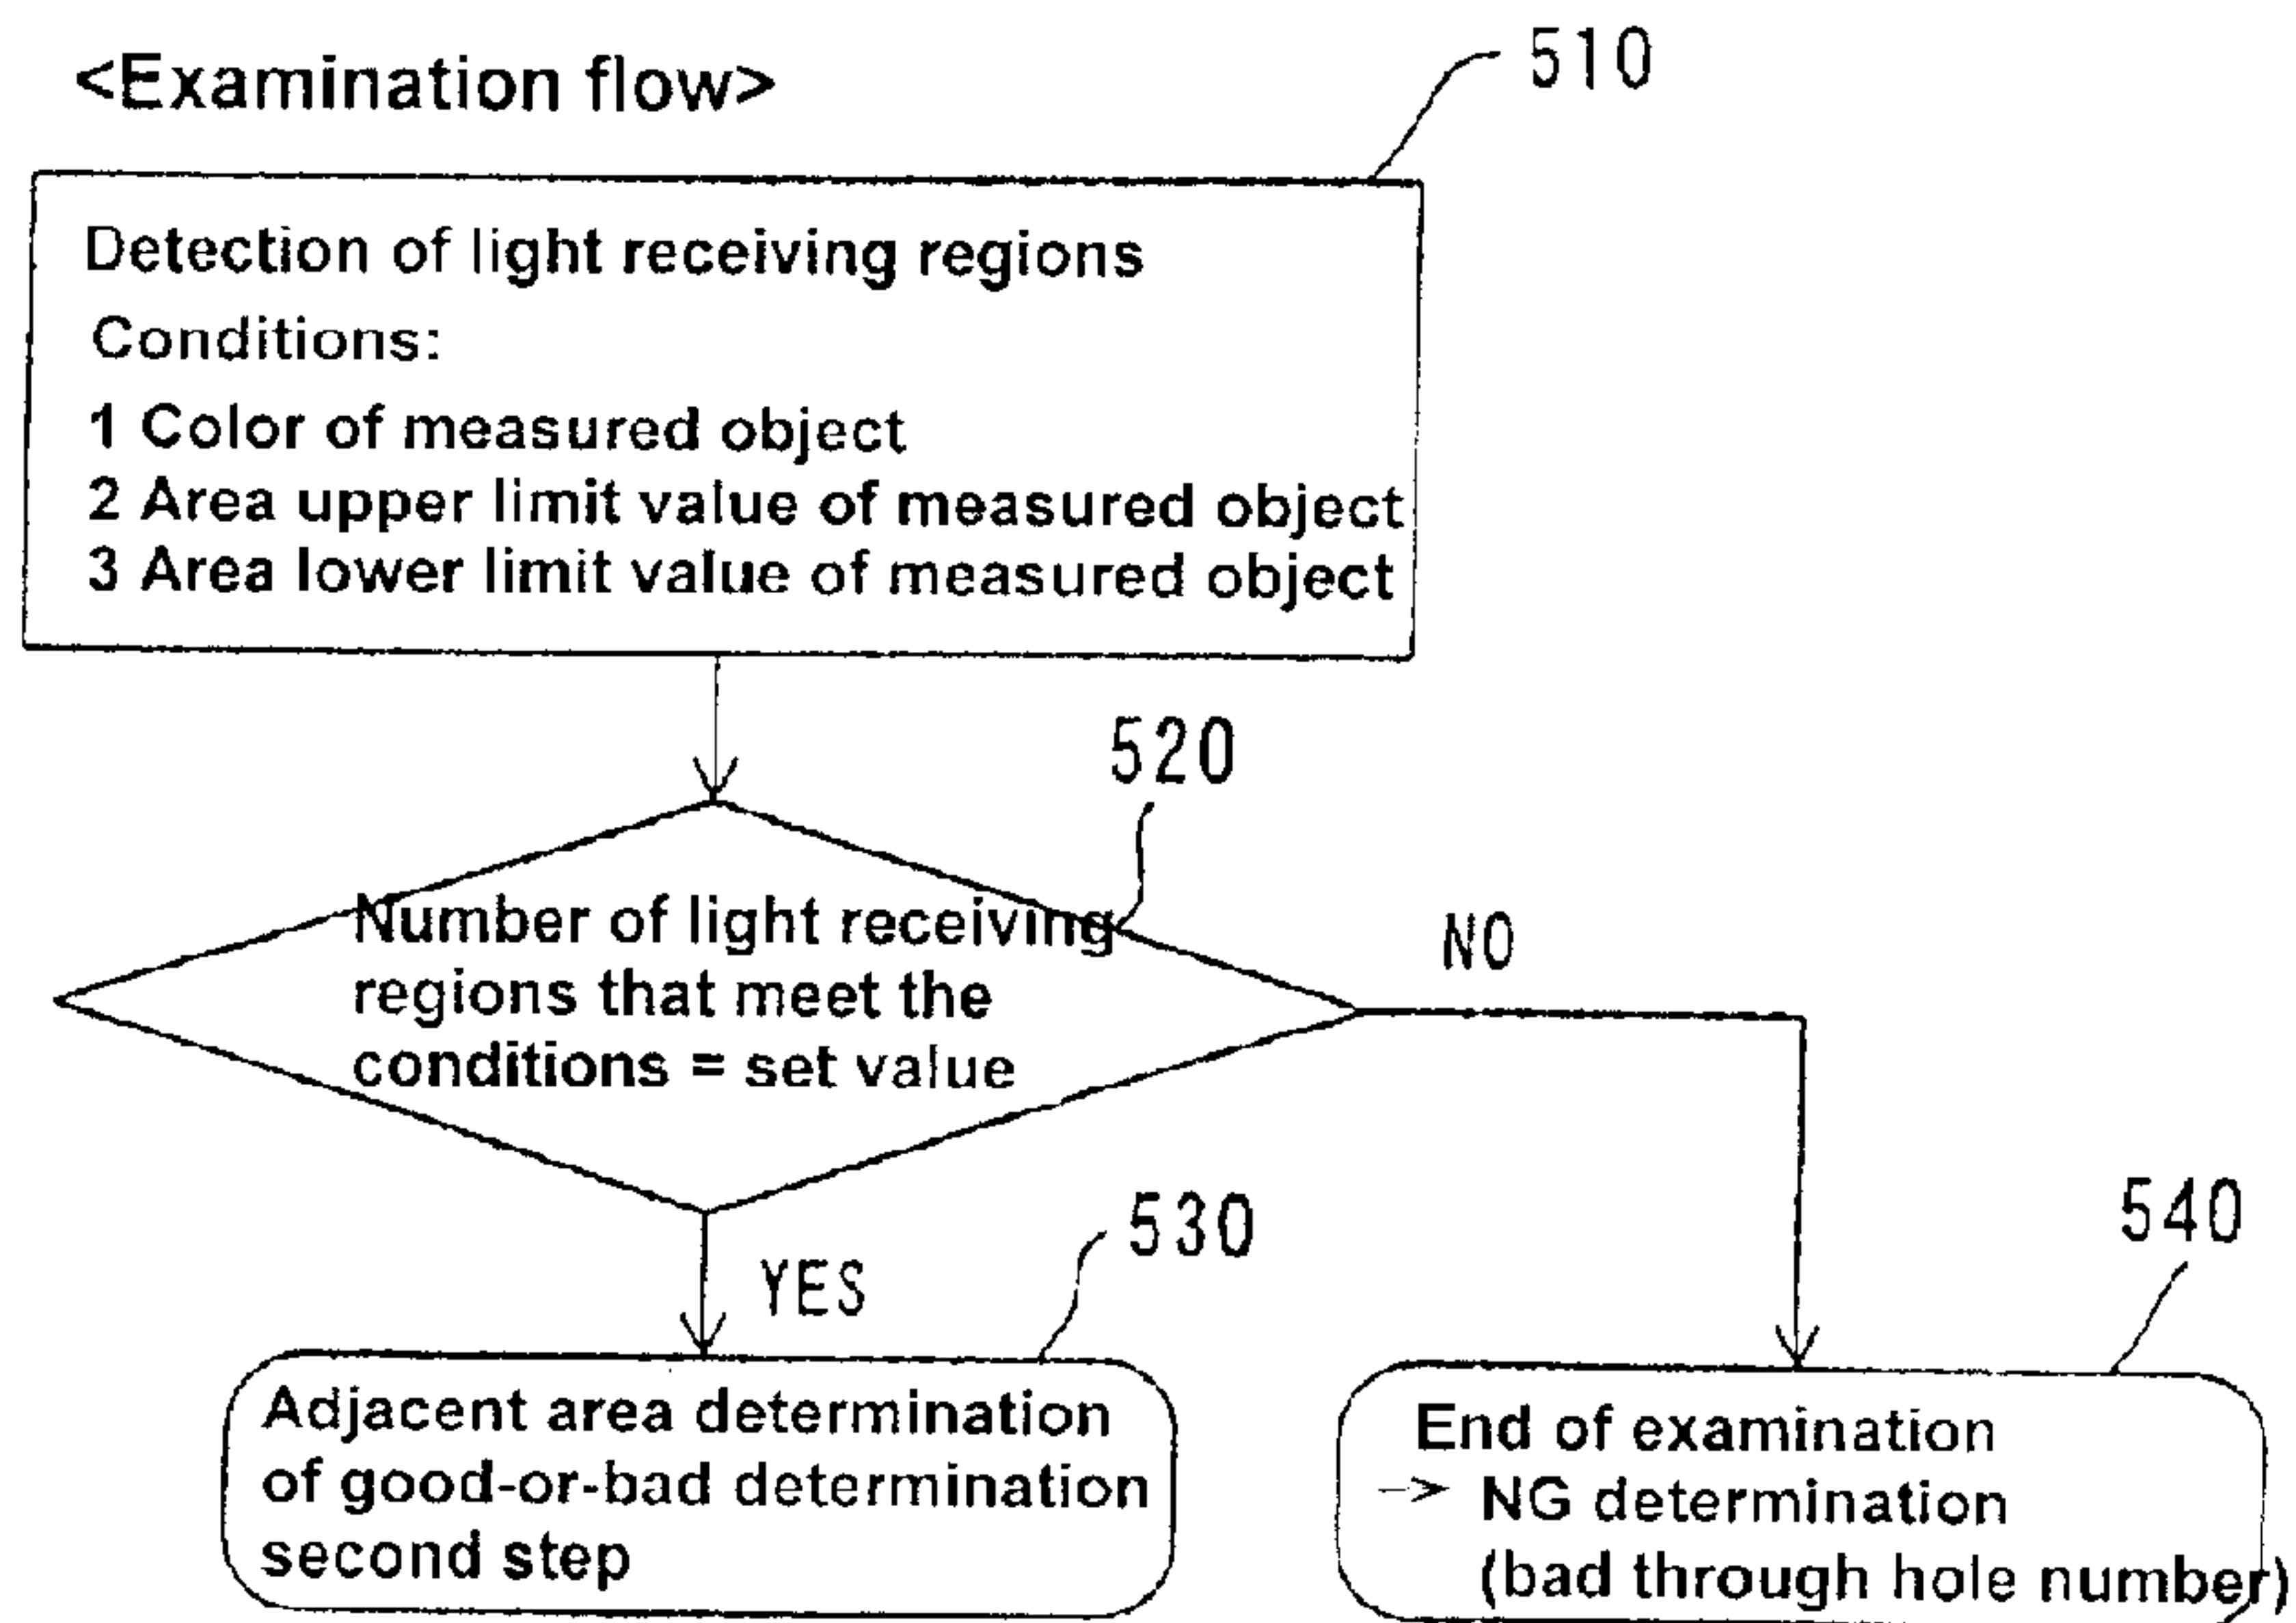 <Examination flow>
510
Detection of light receiving regions
Conditions:
1 Color of measured object
2 Area upper limit value of measured object
3 Area lower limit value of measured object
520
Number of light receiving
regions that meet the
conditions = set value
NO
YES
530
Adjacent area determination
of good-or-bad determination
second step
540
End of examination
-> NG determination
(bad through hole number)